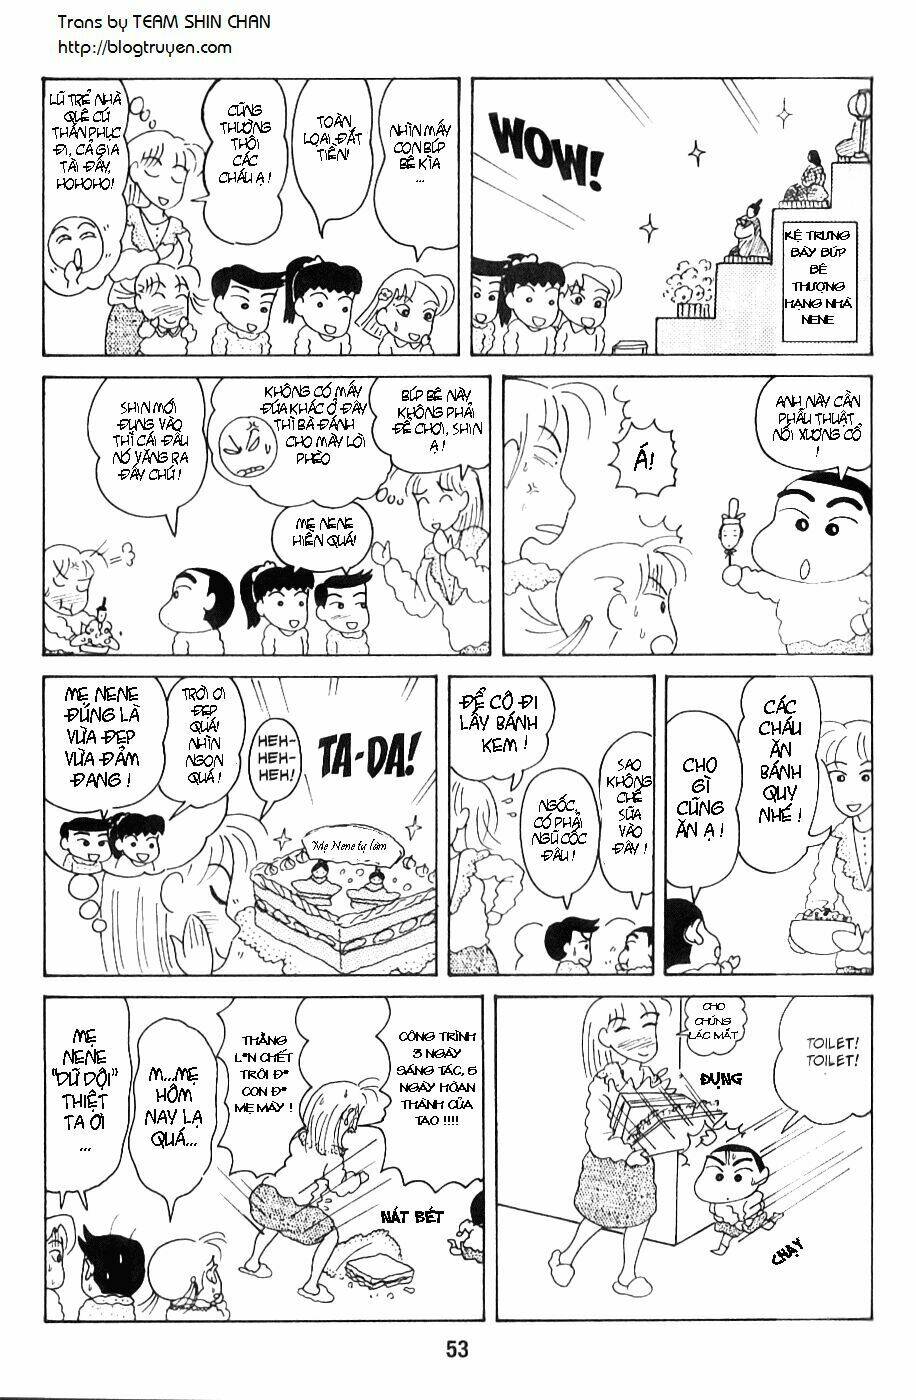 Trans by TEAM SHIN CHAN
http://blogtruyen.com
WOW!
KỆ TRƯNG
BÀY BÚP
BÊ
THƯỢNG
HẠNG NHÀ
NENE
NHÌN MẤY
CON BÚP
BÊ KÌA
...
TOÀN
LOẠI ĐẮT
TIỀN!
CŨNG
THƯỜNG
THÔI
CÁC
CHÁU Ạ!
LŨ TRẺ NHÀ
QUÊ CỨ
THÁN PHỤC
ĐI, CẢ GIA
TÀI ĐẤY,
HOHOHO!
ANH NÀY CẦN
PHẪU THUẬT
NỐI XƯƠNG CỔ
!
Á!
BÚP BÊ NÀY
KHÔNG PHẢI
ĐỂ CHƠI, SHIN
Ạ!
KHÔNG CÓ MẤY
ĐỨA KHÁC Ở ĐÂY
THÌ BÀ ĐÁNH
CHO MÀY LÒI
PHÈO
MẸ NENE
HIỀN QUÁ!
SHIN MỚI
ĐỤNG VÀO
THÌ CÁI ĐẦU
NÓ VĂNG RA
ĐẤY CHỨ!
CÁC
CHÁU
ĂN
BÁNH
QUY
NHÉ!
CHO
GÌ
CŨNG
ĂN Ạ!
ĐỂ CÔ ĐI
LẤY BÁNH
KEM!
SAO
KHÔNG
CHẾ
SỮA
VÀO
ĐÂY!
NGỐC,
CÓ PHẢI
NGŨ CỐC
ĐÂU!
TA-DA!
HEH-
HEH-
HEH!
Mẹ Nene tự làm
TRỜI ƠI
ĐẸP
QUÁ!
NHÌN
NGON
QUÁ!
MẸ NENE
ĐÚNG LÀ
VỪA ĐẸP
VỪA ĐẢM
ĐANG!
TOILET!
TOILET!
CHO
CHÚNG
LÁC MẮT
ĐỤNG
CHẠY
CÔNG TRÌNH
3 NGÀY
SÁNG TÁC, 5
NGÀY HOÀN
THÀNH CỦA
TAO!!!!
THẰNG
L*N CHẾT
TRÔI Đ*
CON Đ*
MẸ MÀY!
NÁT BÉT
M...MẸ
HÔM
NAY LẠ
QUÁ...
MẸ
NENE
"DỮ DỘI"
THIỆT
TA ƠI
...
53